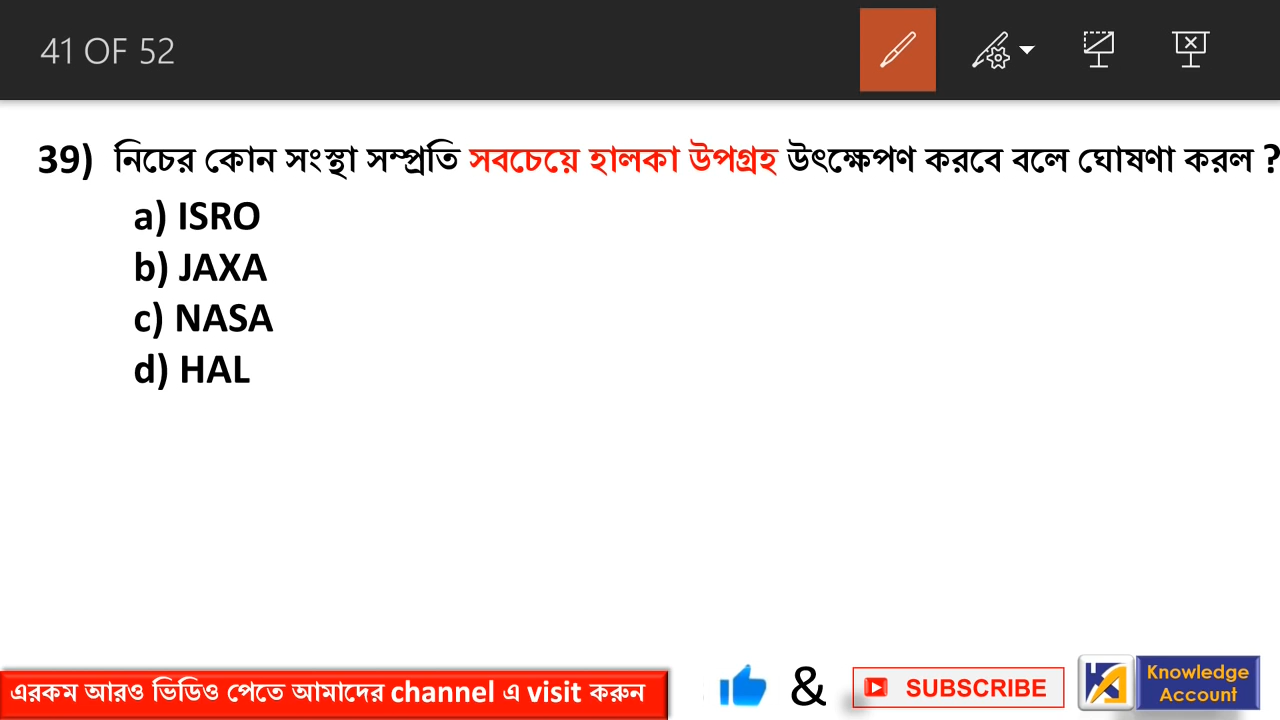 41 OF 52
39) নিচের কোন সংস্থা সম্প্রতি সবচেয়ে হালকা উপগ্রহ উৎক্ষেপণ করবে বলে ঘোষণা করল ?
a) ISRO
b) JAXA
c) NASA
d) HAL
এরকম আরও ভিডিও পেতে আমাদের channel এ visit করুন
& SUBSCRIBE
Knowledge
Account